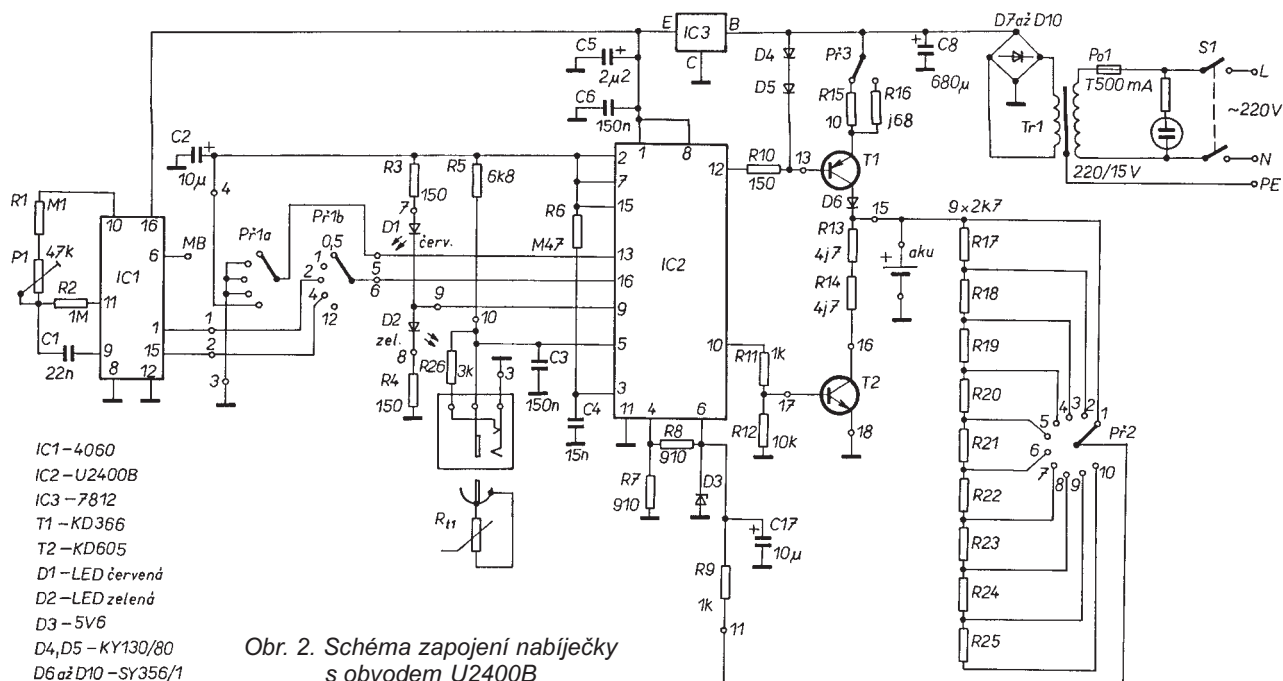 D7 až D10
E
IC3
B
C
C5
+
2µ2
C6
150n
D4
D5
Př3
R15
10
R16
j68
+
C8
680µ
Po1
T500 mA
S1
L
~220V
N
PE
Tr1
220/15V
C2
+
10µ
4
R3
150
7
D1
červ.
R5
6k8
1
8
2
7
15
R6
M47
13
16
9
5
3
IC2
12
R10
150
13
T1
D6
15
R13
4j7
R14
4j7
aku
+
9×2K7
R17
R18
R19
R20
R21
R22
R23
R24
R25
1
2
3
4
5
6
7
8
9
10
Př2
R1
M1
P1
47k
R2
1M
C1
22n
10
16
6
MB
IC1
11
1
15
9
8
12
1
2
3
Př1a
Př1b
0,5
1
2
4
12
5
6
9
D2
zel.
8
R4
150
10
R26
3k
3
C3
150n
C4
15n
11
4
6
10
R8
910
R7
910
D3
R11
1k
R12
10k
17
16
T2
18
+
C17
10µ
R9
1k
11
Rt1
IC1-4060
IC2-U2400B
IC3-7812
T1-KD366
T2-KD605
D1-LED červená
D2-LED zelená
D3-5V6
D4,D5-KY130/80
D6 až D10-SY356/1
Obr. 2. Schéma zapojení nabíječky
s obvodem U2400B